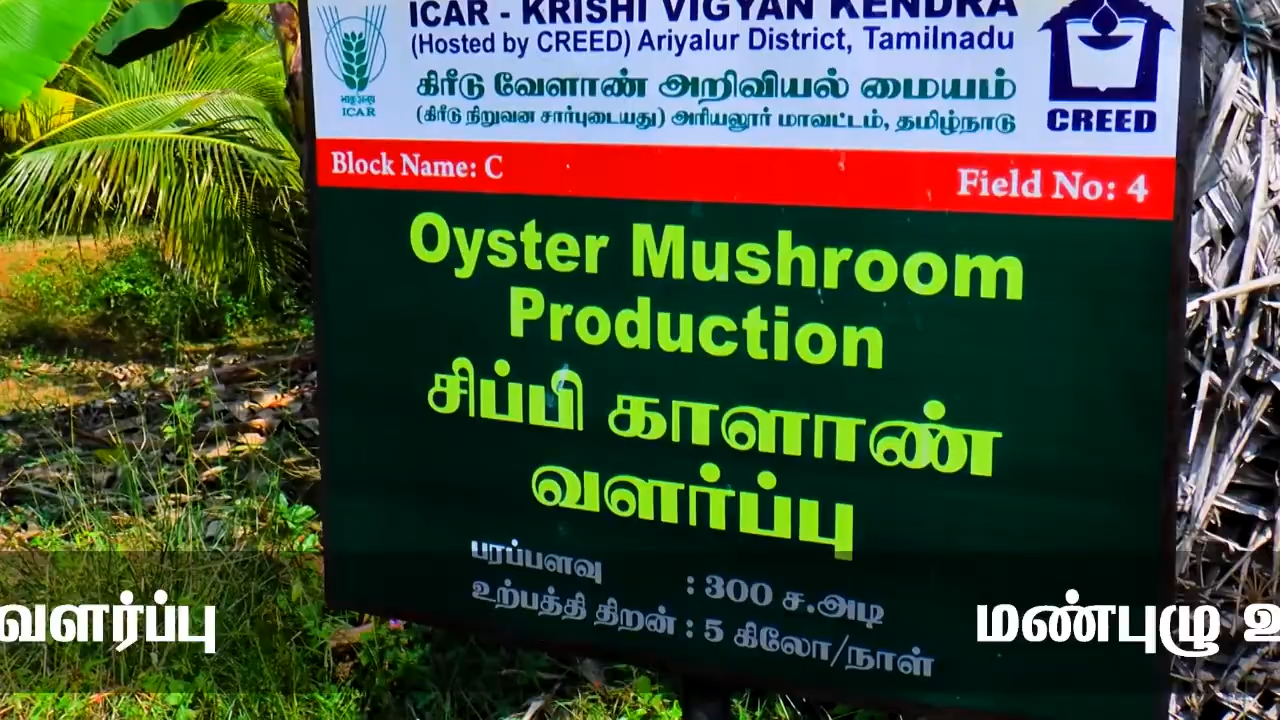 ICAR - KRISHI VIGYAN KENDRA
(Hosted by CREED) Ariyalur District, Tamilnadu
கிரீடு வேளாண் அறிவியல் மையம்
(கிரீடு நிறுவன சார்புடையது) அரியலூர் மாவட்டம், தமிழ்நாடு
ICAR
CREED
Block Name: C
Field No: 4
Oyster Mushroom
Production
சிப்பி காளாண்
வளர்ப்பு
பரப்பளவு : 300 ச.அடி
உற்பத்தி திறன் : 5 கிலோ/நாள்
வளர்ப்பு
மண்புழு உ